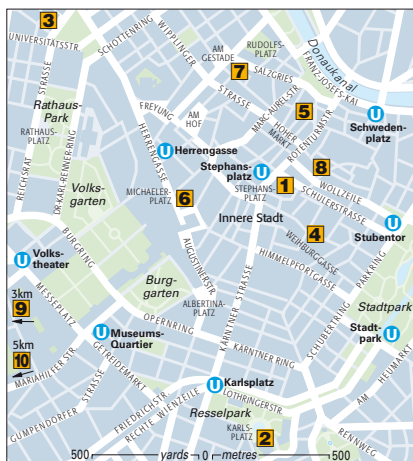 3
UNIVERSITÄTSSTR.
SCHOTTENRING
WIPPLINGER
STRASSE
AM
GESTADE
7
RUDOLFS-
PLATZ
SALZGRIES
Donaukanal
FRANZ-JOSEFS-KAI
Rathaus-
Park
RATHAUS-
PLATZ
STRASSE
REICHSRAT
DR-KARL-RENNER-RING
FREYUNG
AM
HOF
MARC-AURELSTR
5
HOHER
MARKT
ROTENTURMSTR
U
Schweden-
platz
U
Herrengasse
HERRENGASSE
Stephans-
platz
U
8
WOLLZEILE
STEPHANS-
PLATZ
1
SCHULERSTRASSE
Volks-
garten
MICHAELER-
PLATZ
6
Innere Stadt
4
WEIHBURGGASSE
U
Stubentor
HIMMELPFORTGASSE
BURGRING
U
Volks-
theater
AUGUSTINERSTR.
Burg-
garten
PARKRING
Stadtpark
3km
9
MESSEPLATZ
ALBERTINA-
PLATZ
KÄRNTNER STR.
OPERNRING
SCHUBERTRING
U
Museums-
Quartier
U
Stadt-
park
5km
10
MARIAHILFER STR.
GETREIDEMARKT
KÄRNTNER RING
AM HEUMARKT
U
Karlsplatz
GUMPENDORFER STRASSE
FRIEDRICHSTR
RECHTE WIENZEILE
LOTHRINGERSTR.
Resselpark
KARLS-
PLATZ
2
RENNWEG
500 yards 0 metres 500